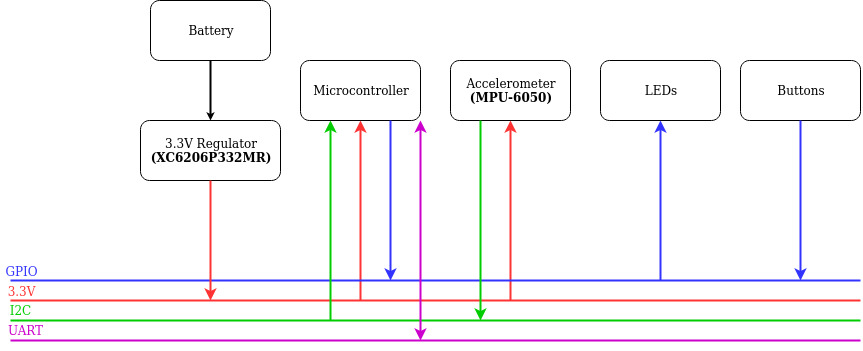 Battery
Microcontroller
Accelerometer
(MPU-6050)
LEDs
Buttons
3.3V Regulator
(XC6206P332MR)
GPIO
3.3V
I2C
UART